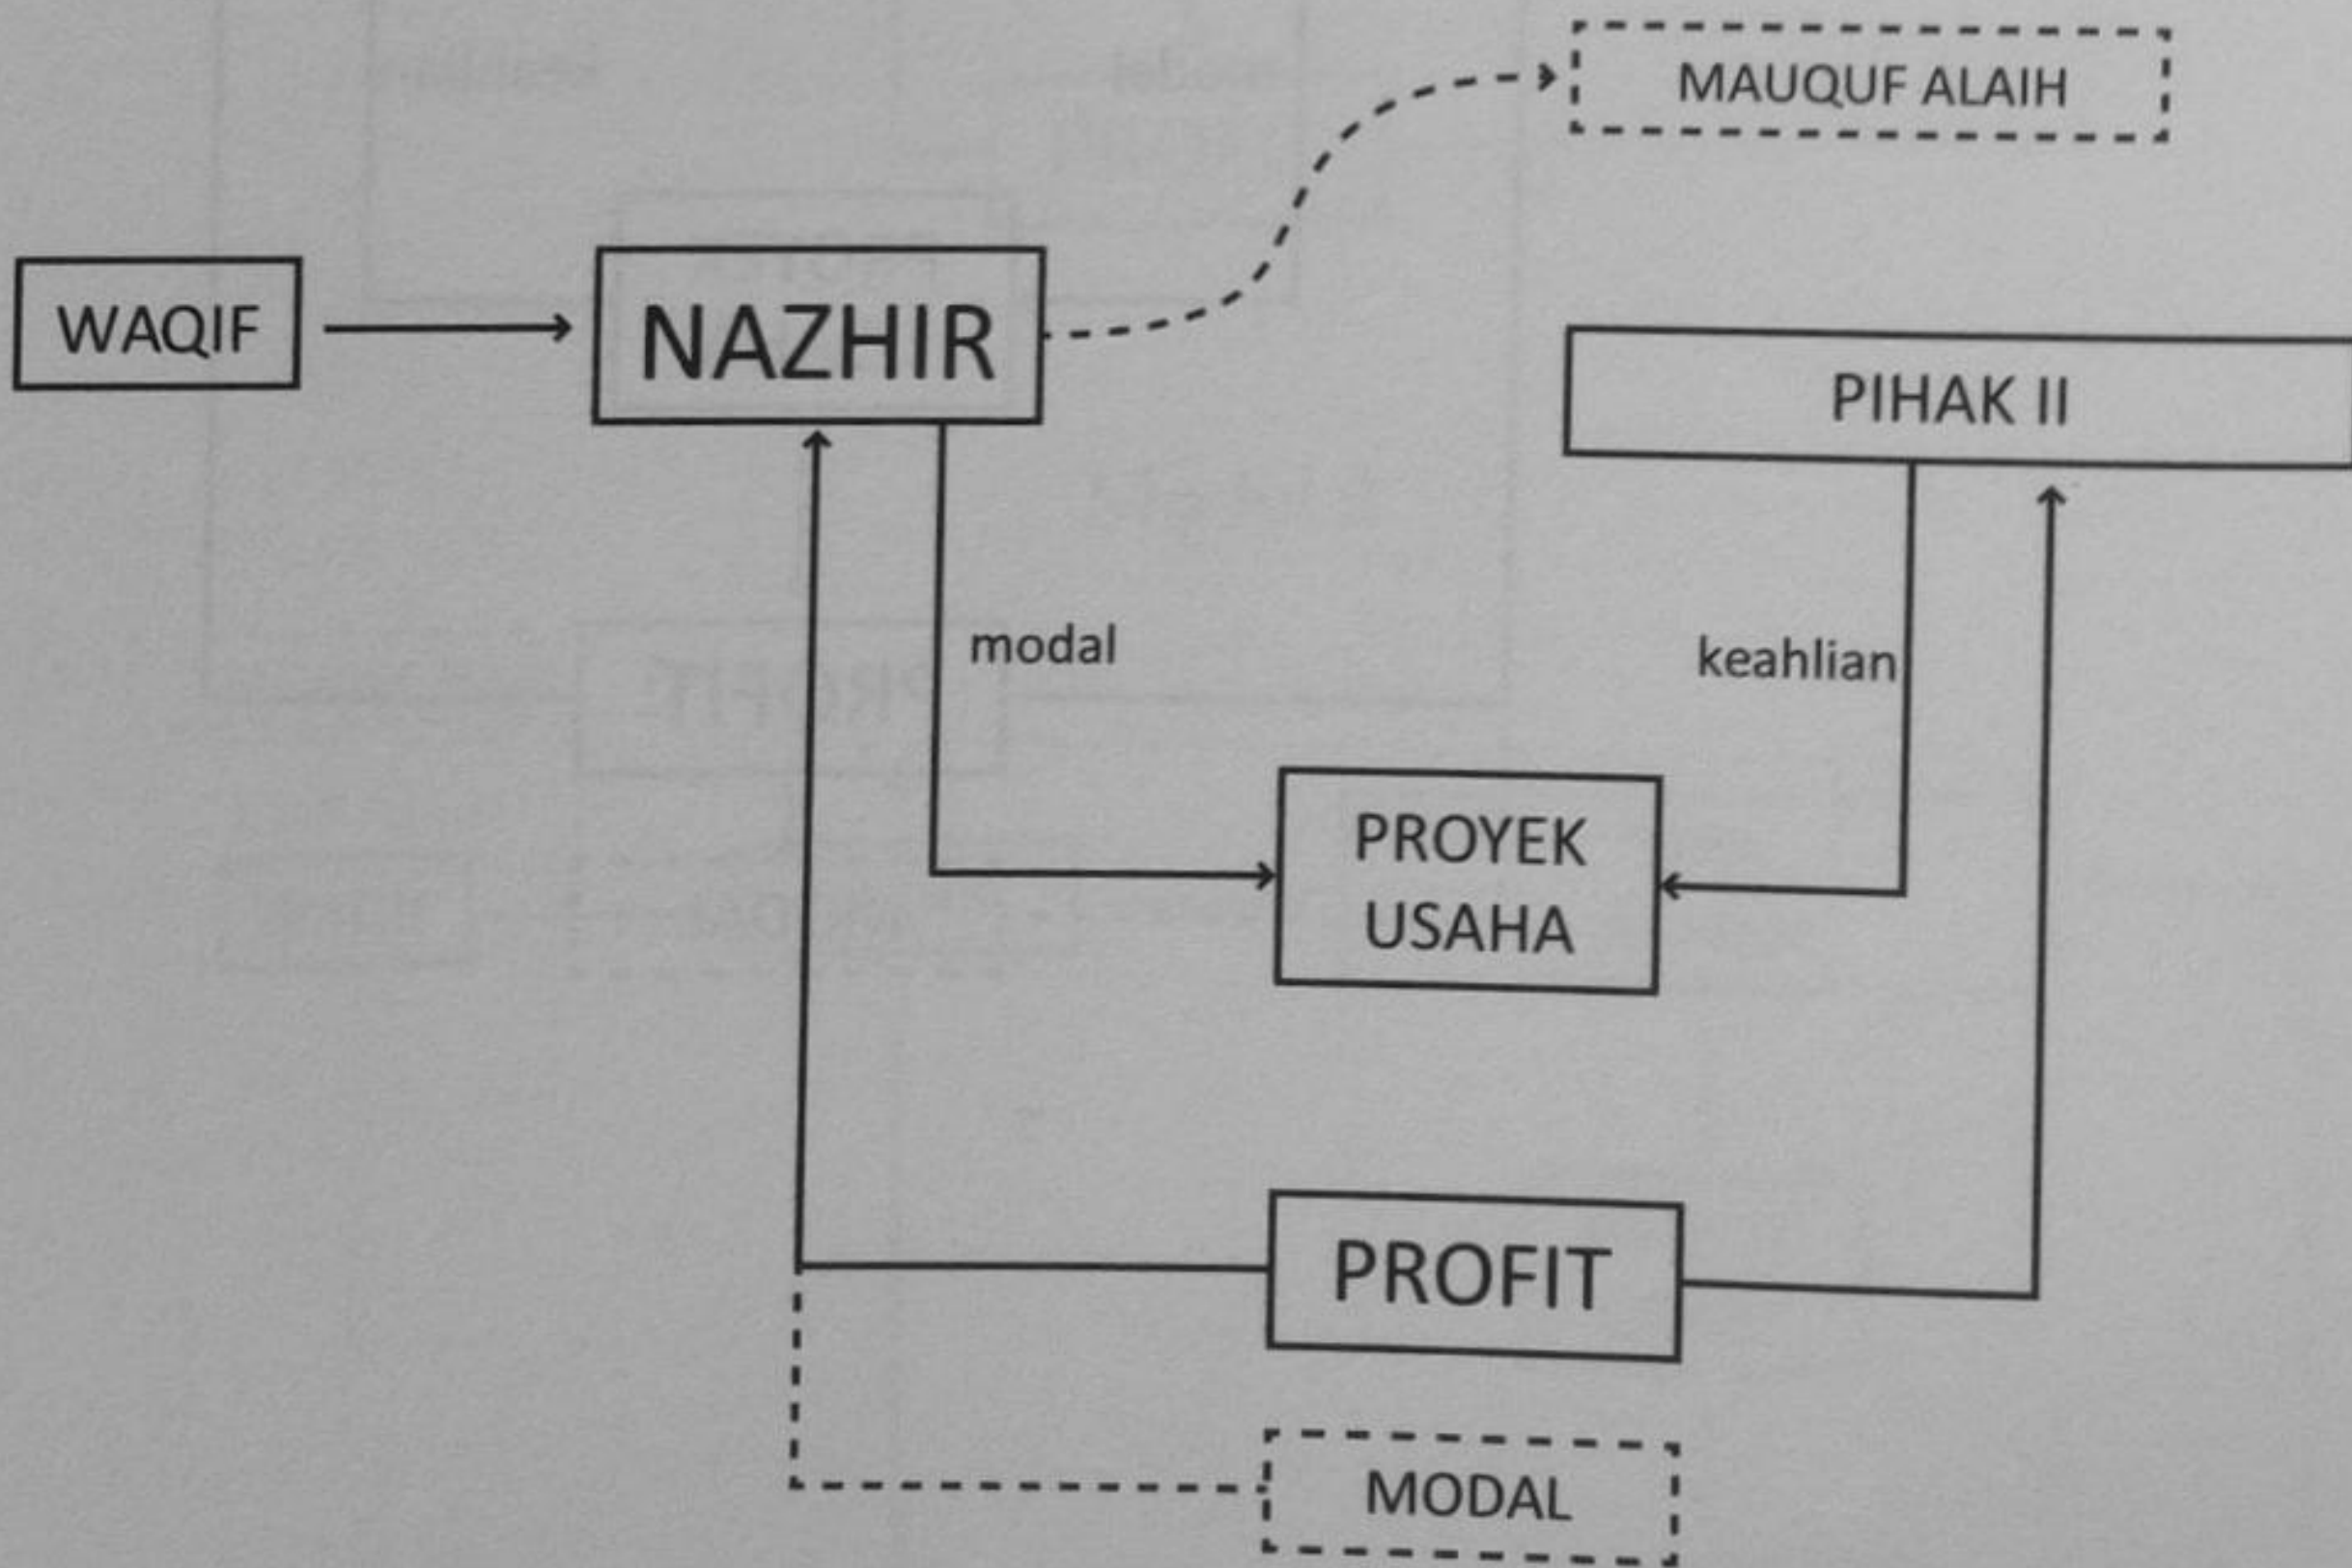 MAUQUF ALAIH
WAQIF
NAZHIR
PIHAK II
modal
keahlian
PROYEK
USAHA
PROFIT
MODAL